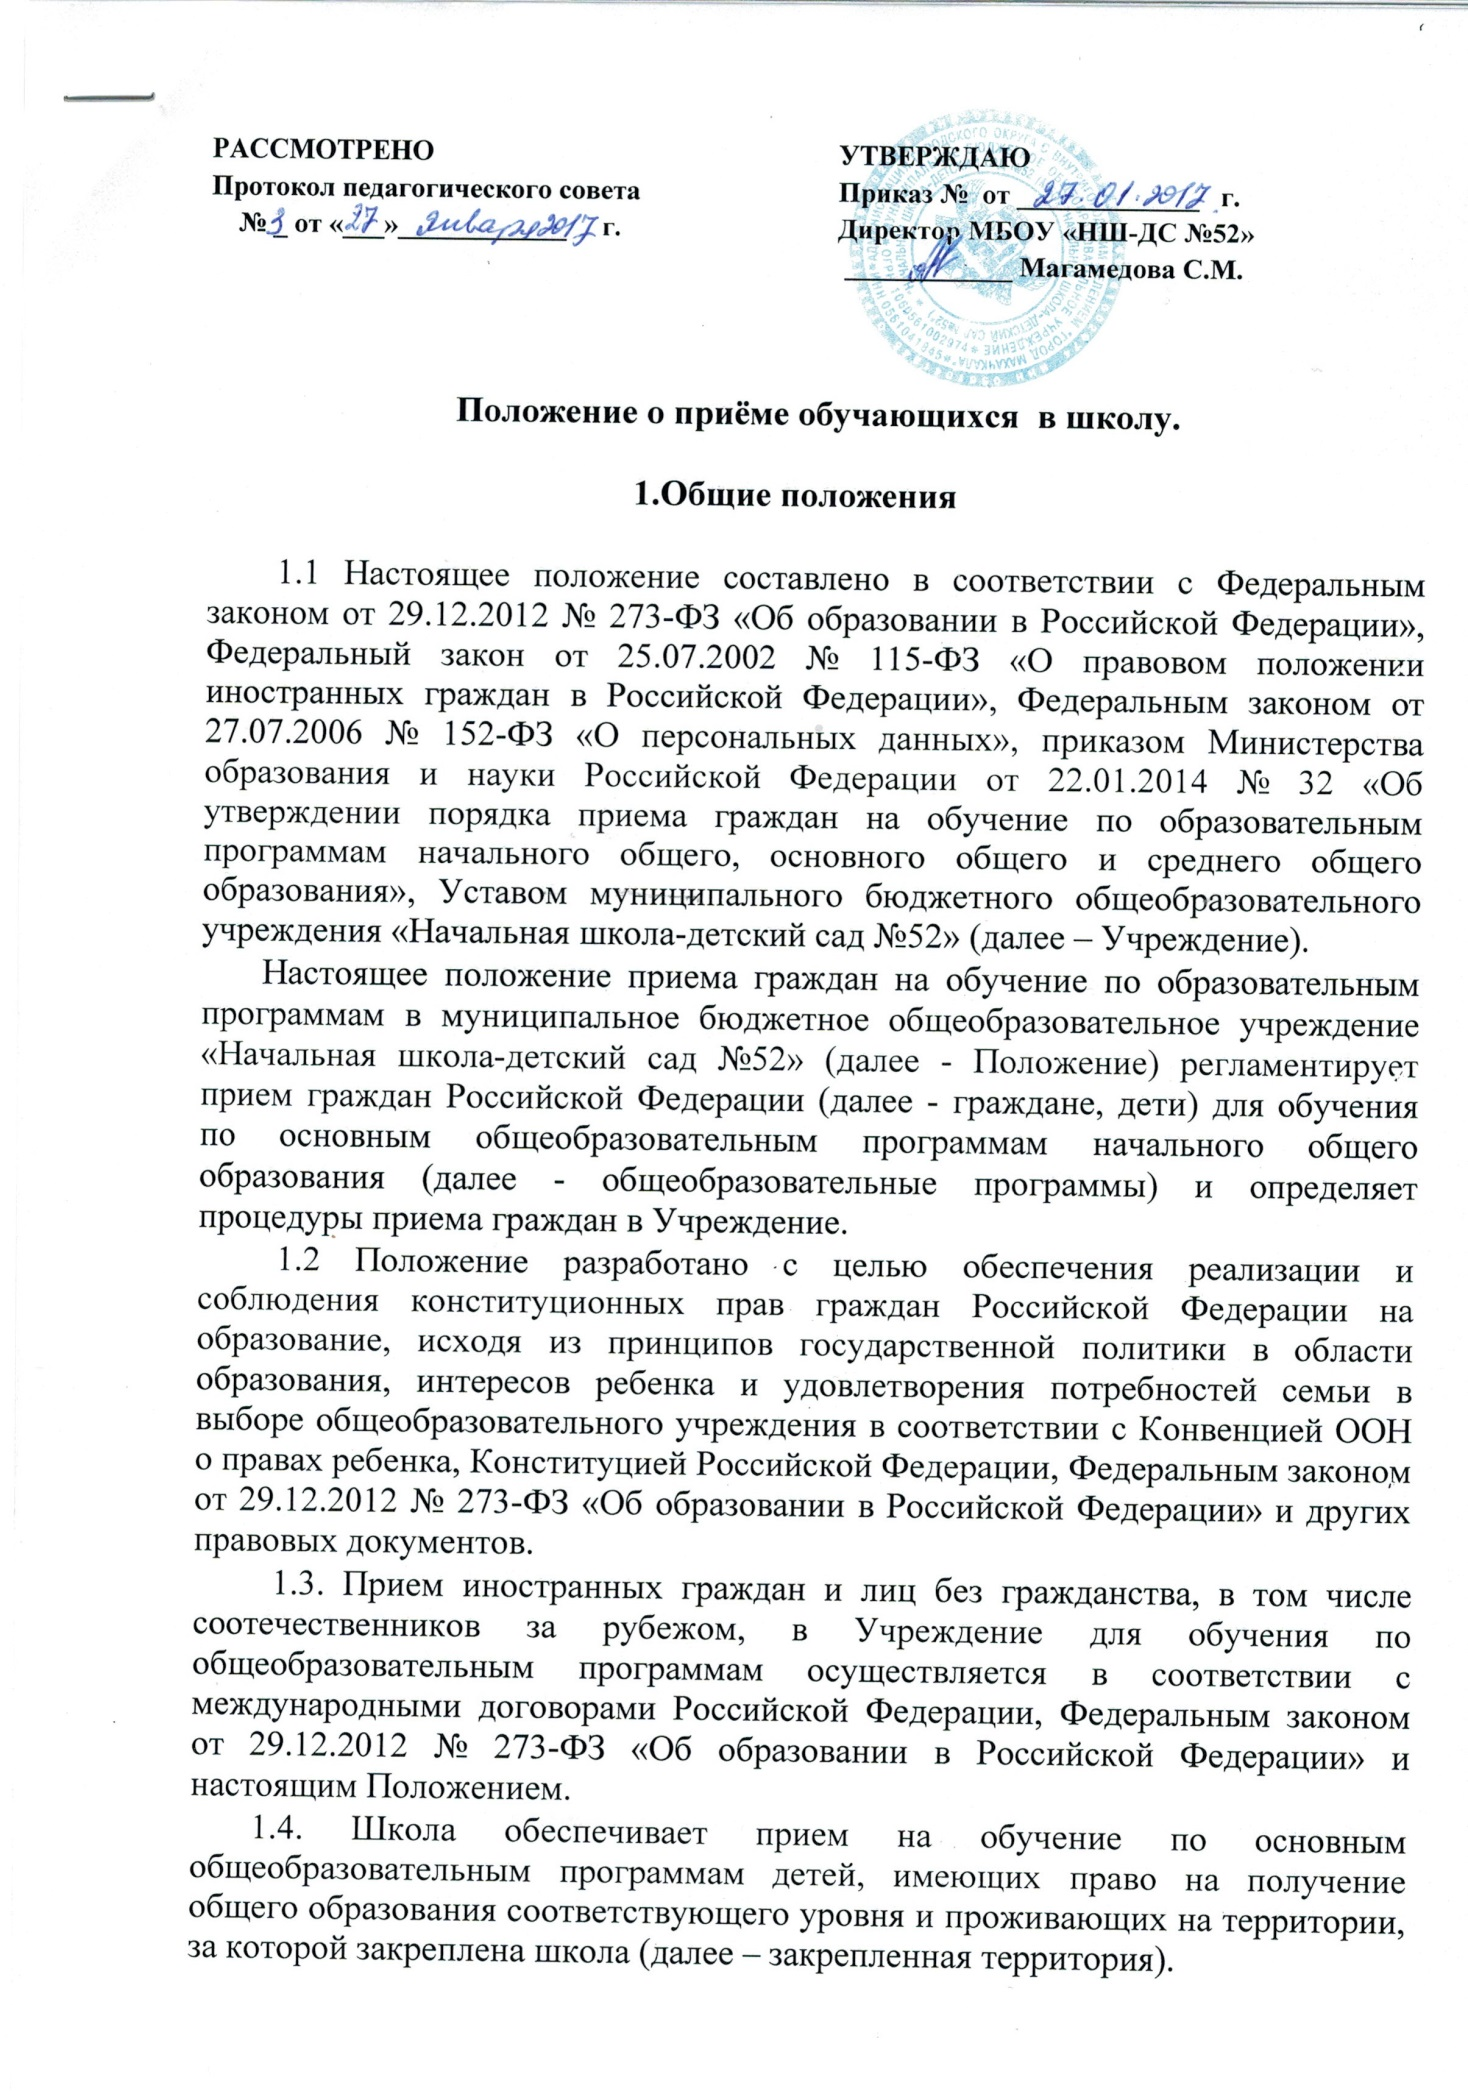 РАССМОТРЕНО
Протокол педагогического совета
№ 3 от «27» января 2017 г.
УТВЕРЖДАЮ
Приказ № от 27.01.2017 г.
Директор МБОУ «НШ-ДС №52»
Магамедова С.М.
Положение о приёме обучающихся в школу.
1.Общие положения
1.1 Настоящее положение составлено в соответствии с Федеральным
законом от 29.12.2012 № 273-ФЗ «Об образовании в Российской Федерации»,
Федеральный закон от 25.07.2002 № 115-ФЗ «О правовом положении
иностранных граждан в Российской Федерации», Федеральным законом от
27.07.2006 № 152-ФЗ «О персональных данных», приказом Министерства
образования и науки Российской Федерации от 22.01.2014 № 32 «Об
утверждении порядка приема граждан на обучение по образовательным
программам начального общего, основного общего и среднего общего
образования», Уставом муниципального бюджетного общеобразовательного
учреждения «Начальная школа-детский сад №52» (далее – Учреждение).
Настоящее положение приема граждан на обучение по образовательным
программам в муниципальное бюджетное общеобразовательное учреждение
«Начальная школа-детский сад №52» (далее - Положение) регламентирует
прием граждан Российской Федерации (далее - граждане, дети) для обучения
по основным общеобразовательным программам начального общего
образования (далее - общеобразовательные программы) и определяет
процедуры приема граждан в Учреждение.
1.2 Положение разработано с целью обеспечения реализации и
соблюдения конституционных прав граждан Российской Федерации на
образование, исходя из принципов государственной политики в области
образования, интересов ребенка и удовлетворения потребностей семьи в
выборе общеобразовательного учреждения в соответствии с Конвенцией ООН
о правах ребенка, Конституцией Российской Федерации, Федеральным законом
от 29.12.2012 № 273-ФЗ «Об образовании в Российской Федерации» и других
правовых документов.
1.3. Прием иностранных граждан и лиц без гражданства, в том числе
соотечественников за рубежом, в Учреждение для обучения по
общеобразовательным программам осуществляется в соответствии с
международными договорами Российской Федерации, Федеральным законом
от 29.12.2012 № 273-ФЗ «Об образовании в Российской Федерации» и
настоящим Положением.
1.4. Школа обеспечивает прием на обучение по основным
общеобразовательным программам детей, имеющих право на получение
общего образования соответствующего уровня и проживающих на территории,
за которой закреплена школа (далее – закрепленная территория).